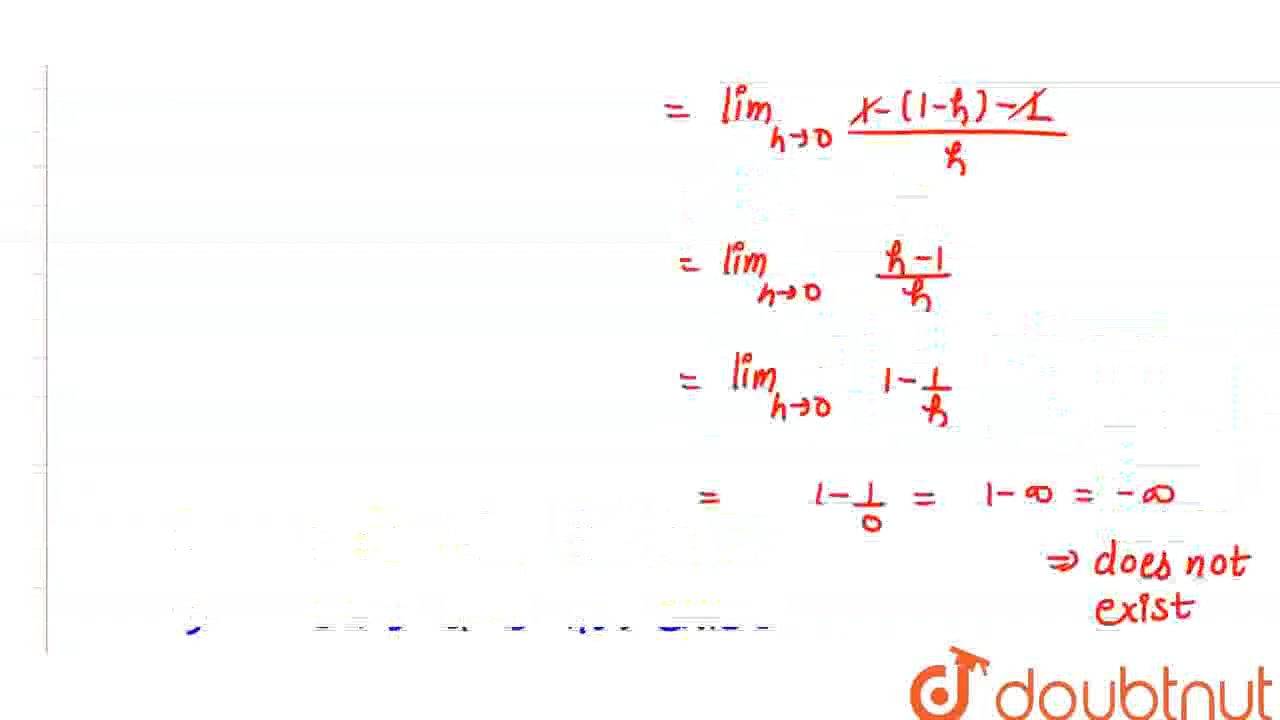 = lim h→0 1-(1-h)-1 / h
= lim h→0 h-1 / h
= lim h→0 1 - 1/h
= 1 - 1/0 = 1 - ∞ = -∞
⇒ does not
exist
doubtnut